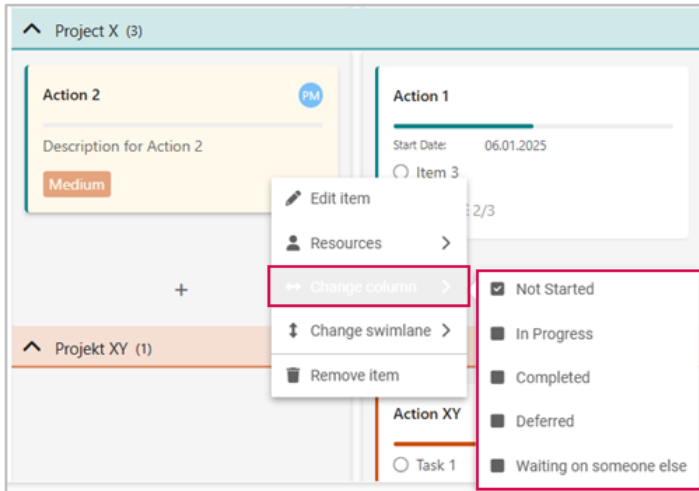 Project X (3)
Action 2
PM
Description for Action 2
Medium
Action 1
Start Date: 06.01.2025
Item 3
2/3
Edit item
Resources
Change column
Change swimlane
Remove item
Not Started
In Progress
Completed
Deferred
Waiting on someone else
+
Projekt XY (1)
Action XY
Task 1